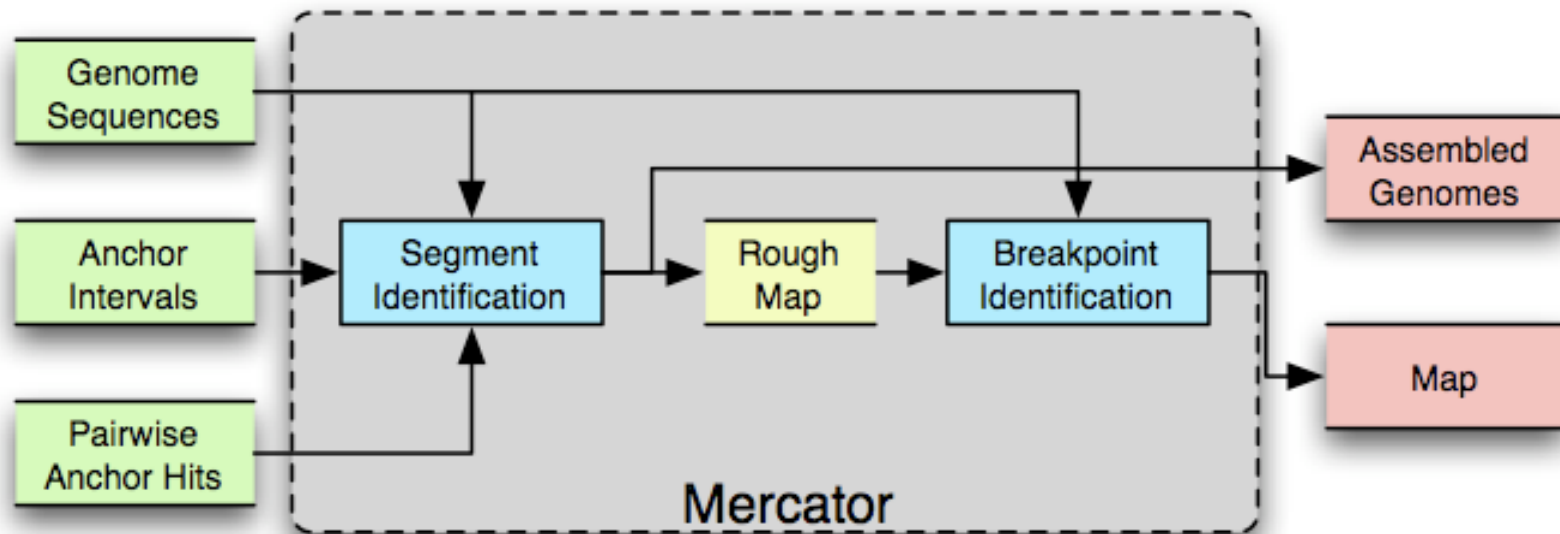 Genome
Sequences
Anchor
Intervals
Pairwise
Anchor Hits
Segment
Identification
Rough
Map
Breakpoint
Identification
Assembled
Genomes
Map
Mercator